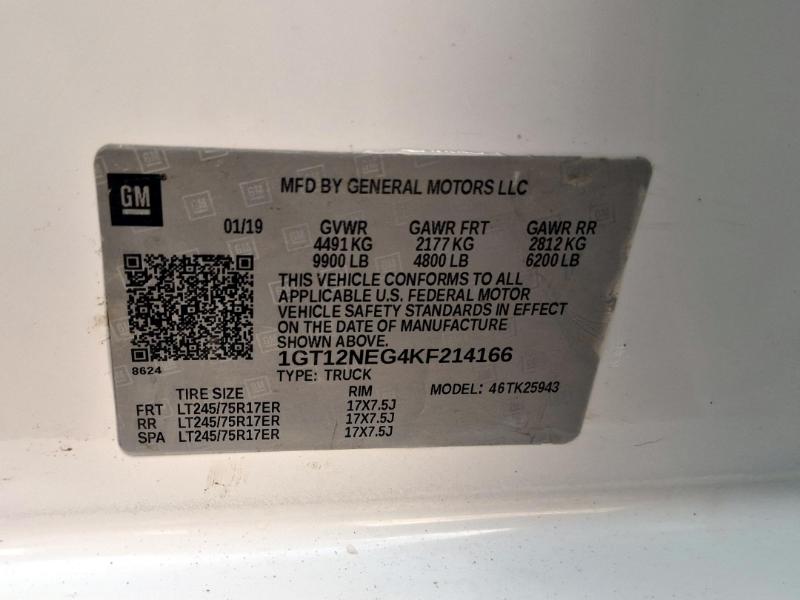 GM
MFD BY GENERAL MOTORS LLC
01/19 GVWR GAWR FRT GAWR RR
4491 KG 2177 KG 2812 KG
9900 LB 4800 LB 6200 LB
THIS VEHICLE CONFORMS TO ALL
APPLICABLE U.S. FEDERAL MOTOR
VEHICLE SAFETY STANDARDS IN EFFECT
ON THE DATE OF MANUFACTURE
SHOWN ABOVE.
1GT12NEG4KF214166
8624
TYPE: TRUCK
TIRE SIZE RIM MODEL: 46TK25943
FRT LT245/75R17ER 17X7.5J
RR LT245/75R17ER 17X7.5J
SPA LT245/75R17ER 17X7.5J